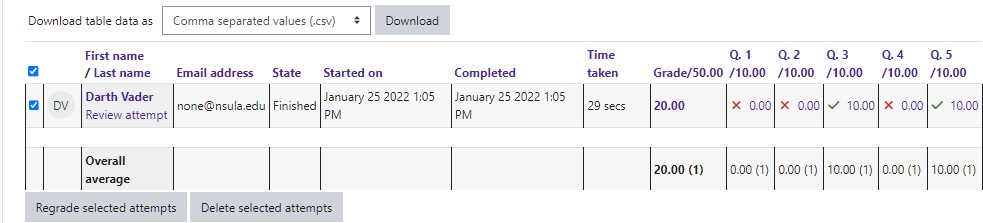 Download table data as Comma separated values (.csv) Download
First name
/ Last name Email address State Started on Completed
Time
taken Grade/50.00
Q. 1
/10.00
Q. 2
/10.00
Q. 3
/10.00
Q. 4
/10.00
Q. 5
/10.00
DV Darth Vader
Review attempt
none@nsula.edu Finished
January 25 2022 1:05
PM
January 25 2022 1:05
PM
29 secs 20.00 ✗ 0.00 ✗ 0.00 ✓ 10.00 ✗ 0.00 ✓ 10.00
Overall
average
20.00 (1) 0.00 (1) 0.00 (1) 10.00 (1) 0.00 (1) 10.00 (1)
Regrade selected attempts Delete selected attempts